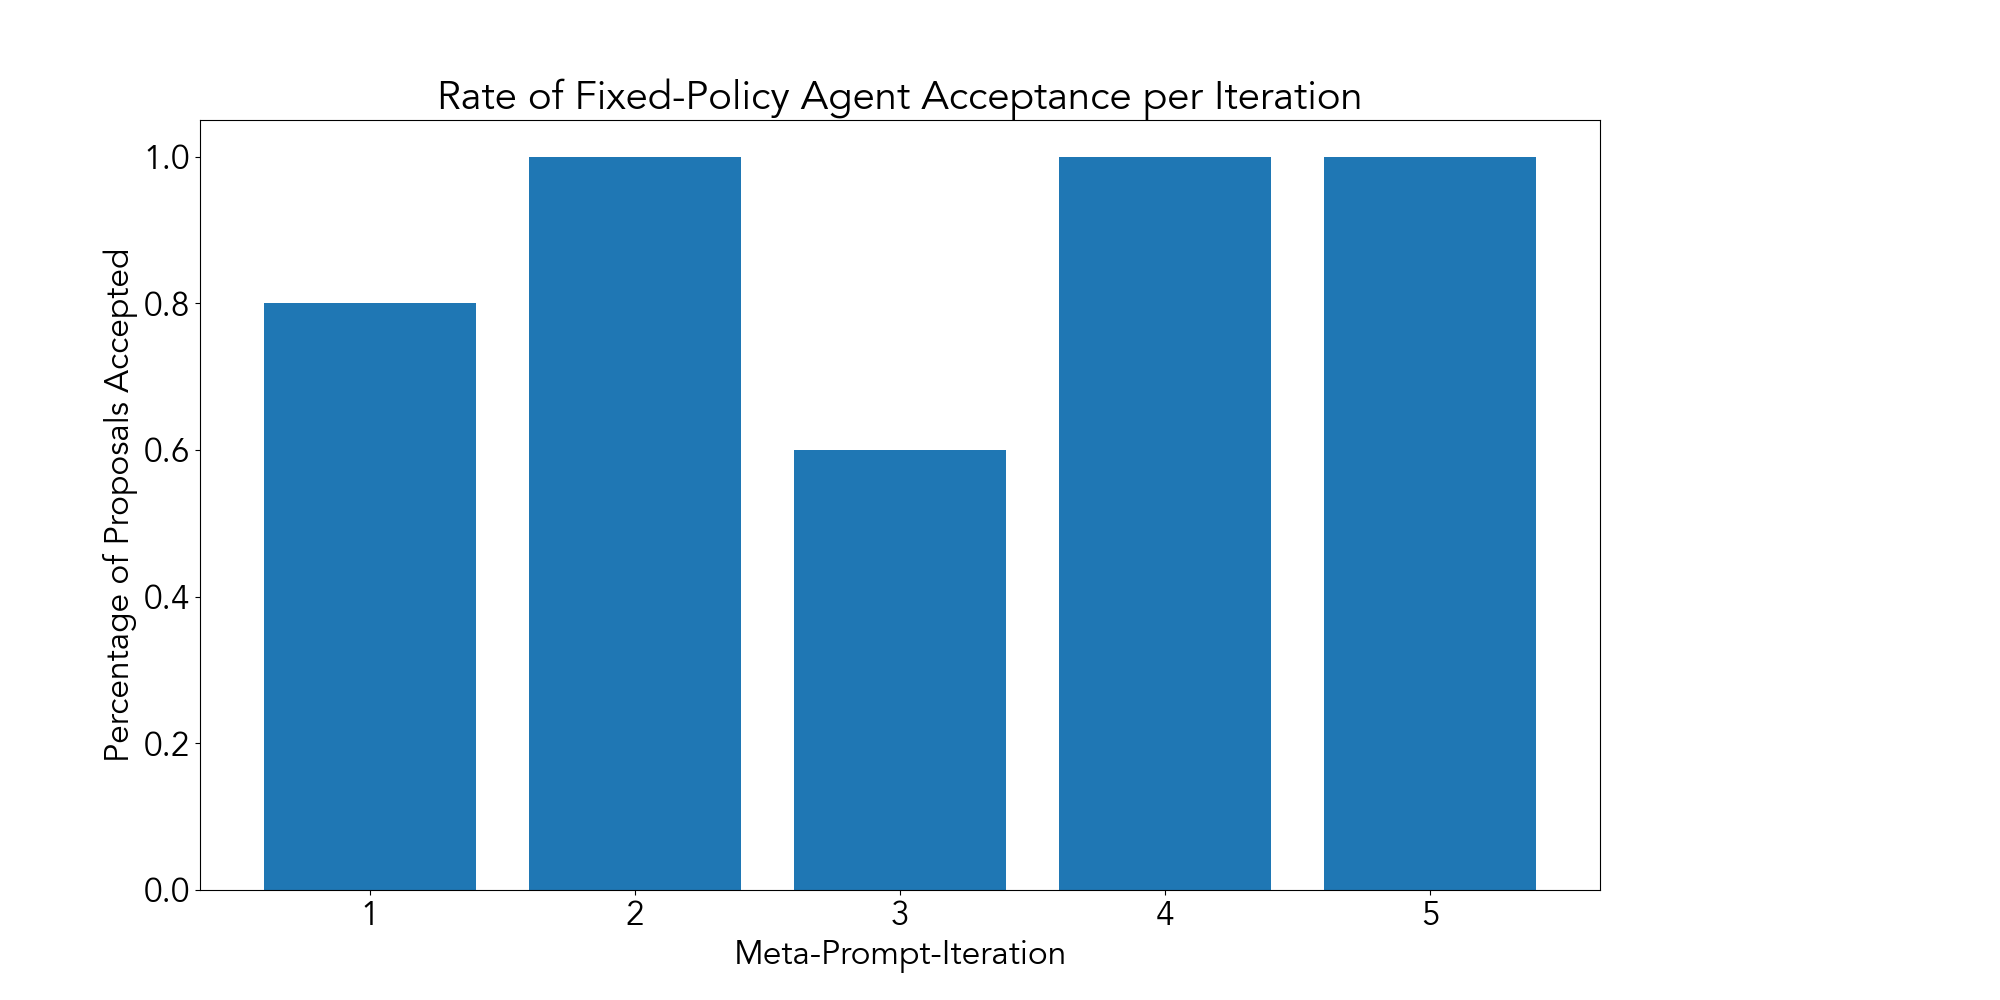 Rate of Fixed-Policy Agent Acceptance per Iteration
Percentage of Proposals Accepted
1.0
0.8
0.6
0.4
0.2
0.0
1 2 3 4 5
Meta-Prompt-Iteration